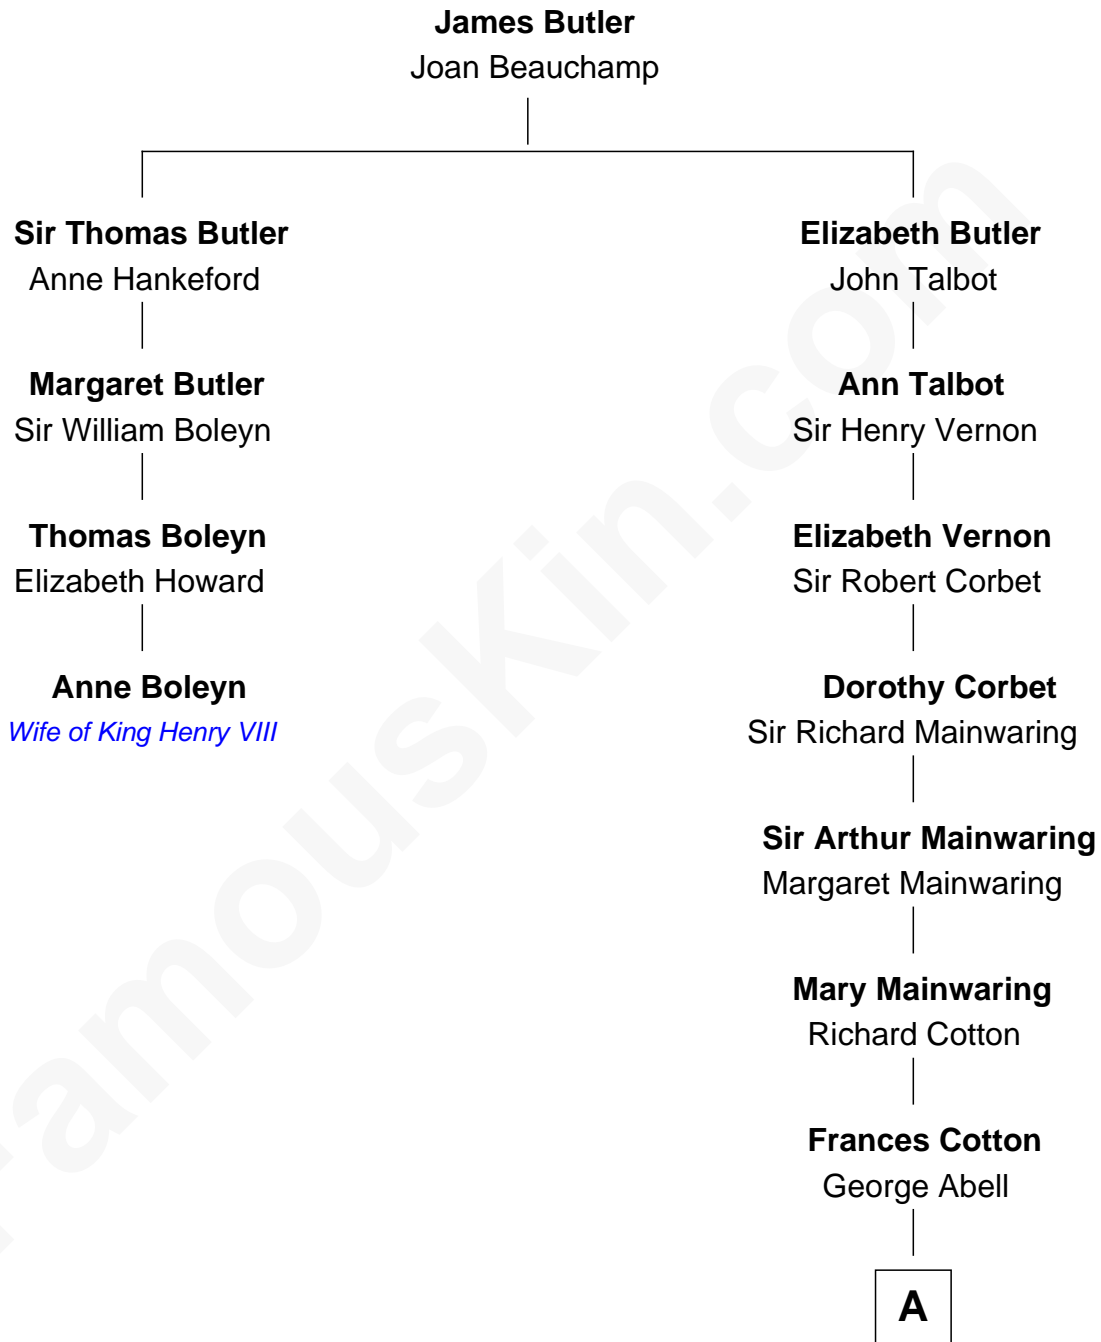 James Butler
Joan Beauchamp
Sir Thomas Butler
Anne Hankeford
Margaret Butler
Sir William Boleyn
Thomas Boleyn
Elizabeth Howard
Anne Boleyn
Wife of King Henry VIII
Elizabeth Butler
John Talbot
Ann Talbot
Sir Henry Vernon
Elizabeth Vernon
Sir Robert Corbet
Dorothy Corbet
Sir Richard Mainwaring
Sir Arthur Mainwaring
Margaret Mainwaring
Mary Mainwaring
Richard Cotton
Frances Cotton
George Abell
A
FamousKin.com